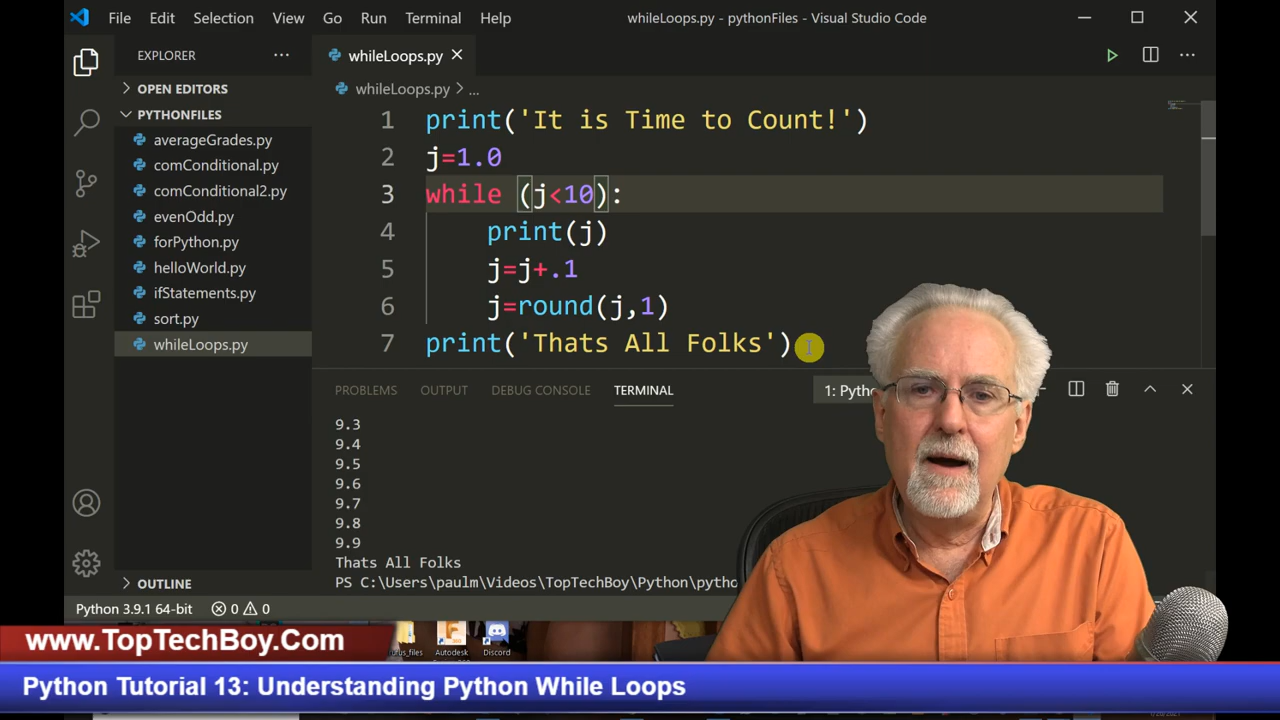 File Edit Selection View Go Run Terminal Help
whileLoops.py - pythonFiles - Visual Studio Code
EXPLORER
OPEN EDITORS
PYTHONFILES
averageGrades.py
comConditional.py
comConditional2.py
evenOdd.py
forPython.py
helloWorld.py
ifStatements.py
sort.py
whileLoops.py
OUTLINE
whileLoops.py
whileLoops.py > ...
1 print('It is Time to Count!')
2 j=1.0
3 while (j<10):
4 print(j)
5 j=j+.1
6 j=round(j,1)
7 print('Thats All Folks')
PROBLEMS OUTPUT DEBUG CONSOLE TERMINAL
1: Pytho
9.3
9.4
9.5
9.6
9.7
9.8
9.9
Thats All Folks
PS C:\Users\paulm\Videos\TopTechBoy\Python\pytho
Python 3.9.1 64-bit 0 0
Autodesk
Discord
www.TopTechBoy.Com
Python Tutorial 13: Understanding Python While Loops